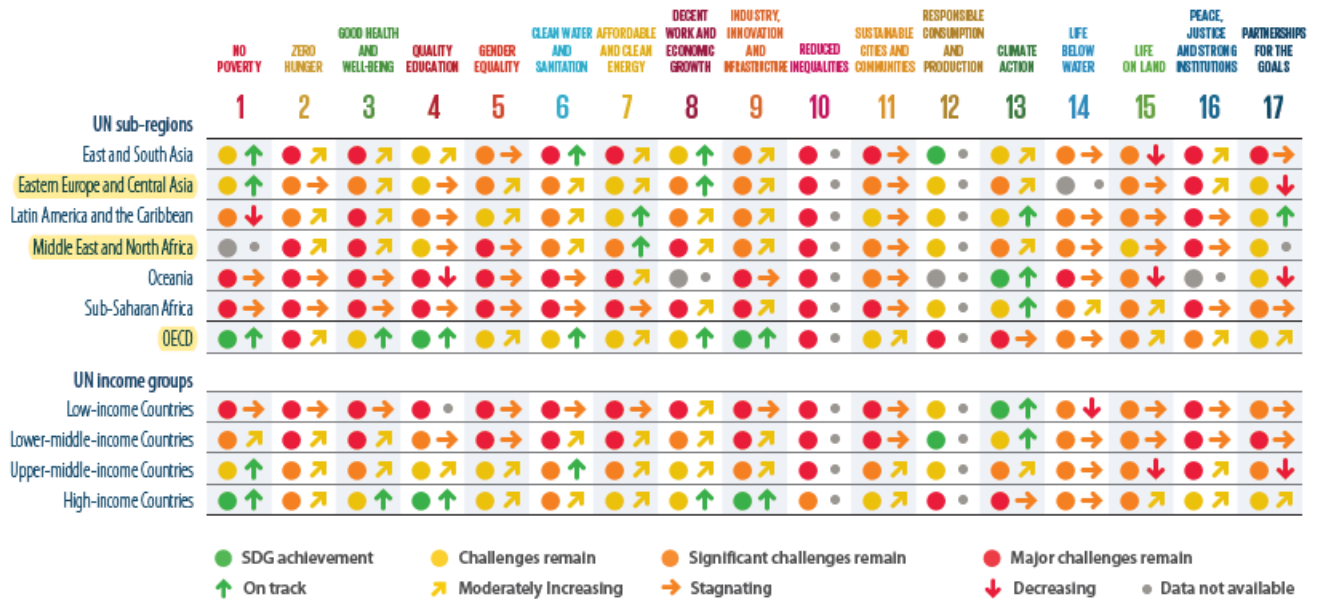 NO POVERTY
ZERO HUNGER
GOOD HEALTH AND WELL-BEING
QUALITY EDUCATION
GENDER EQUALITY
CLEAN WATER AND SANITATION
AFFORDABLE AND CLEAN ENERGY
DECENT WORK AND ECONOMIC GROWTH
INDUSTRY, INNOVATION AND INFRASTRUCTURE
REDUCED INEQUALITIES
SUSTAINABLE CITIES AND COMMUNITIES
RESPONSIBLE CONSUMPTION AND PRODUCTION
CLIMATE ACTION
LIFE BELOW WATER
LIFE ON LAND
PEACE, JUSTICE AND STRONG INSTITUTIONS
PARTNERSHIPS FOR THE GOALS
1 2 3 4 5 6 7 8 9 10 11 12 13 14 15 16 17
UN sub-regions
East and South Asia
Eastern Europe and Central Asia
Latin America and the Caribbean
Middle East and North Africa
Oceania
Sub-Saharan Africa
OECD
UN income groups
Low-income Countries
Lower-middle-income Countries
Upper-middle-income Countries
High-income Countries
SDG achievement Challenges remain Significant challenges remain Major challenges remain
On track Moderately Increasing Stagnating Decreasing Data not available